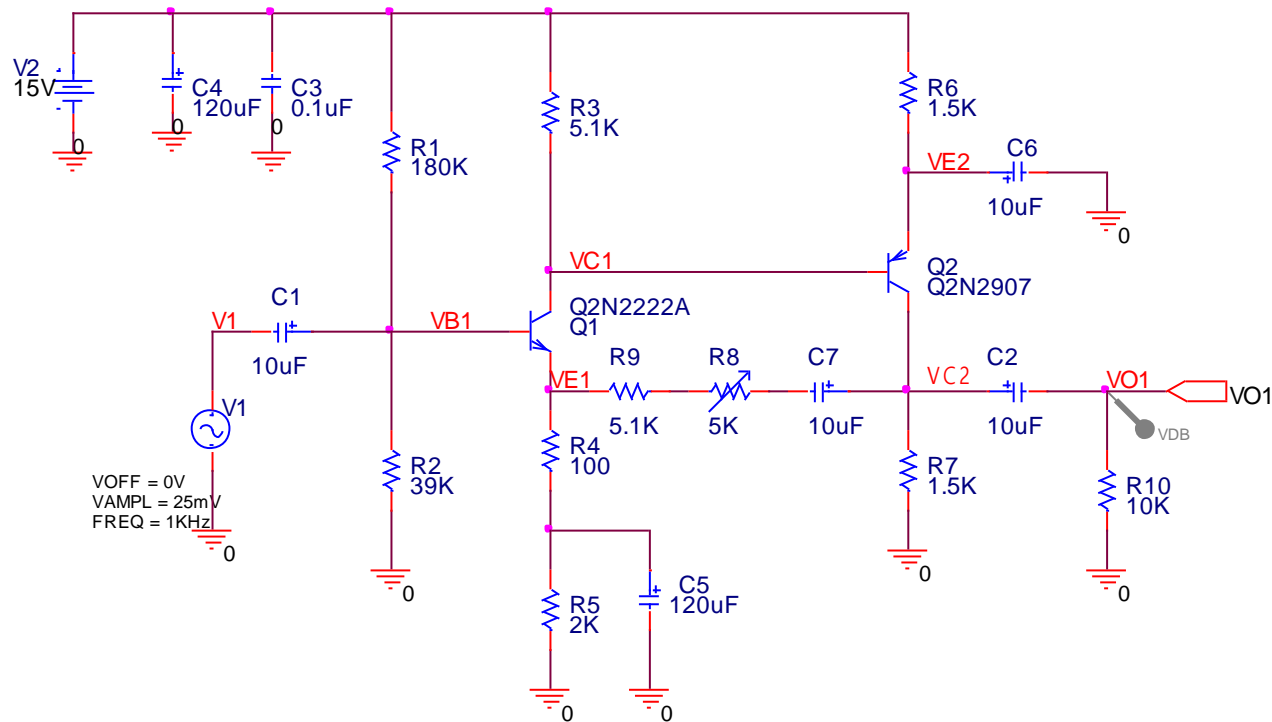 V2
15V
0
C4
120uF
0
C3
0.1uF
0
R1
180K
R3
5.1K
R6
1.5K
VE2
C6
10uF
0
VC1
Q2
Q2N2907
Q2N2222A
Q1
V1
C1
10uF
VB1
VE1
R9
5.1K
R8
5K
C7
10uF
VC2
C2
10uF
VO1
VO1
VDB
V1
VOFF = 0V
VAMPL = 25mV
FREQ = 1KHz
0
R2
39K
0
R4
100
R5
2K
0
C5
120uF
0
R7
1.5K
0
R10
10K
0